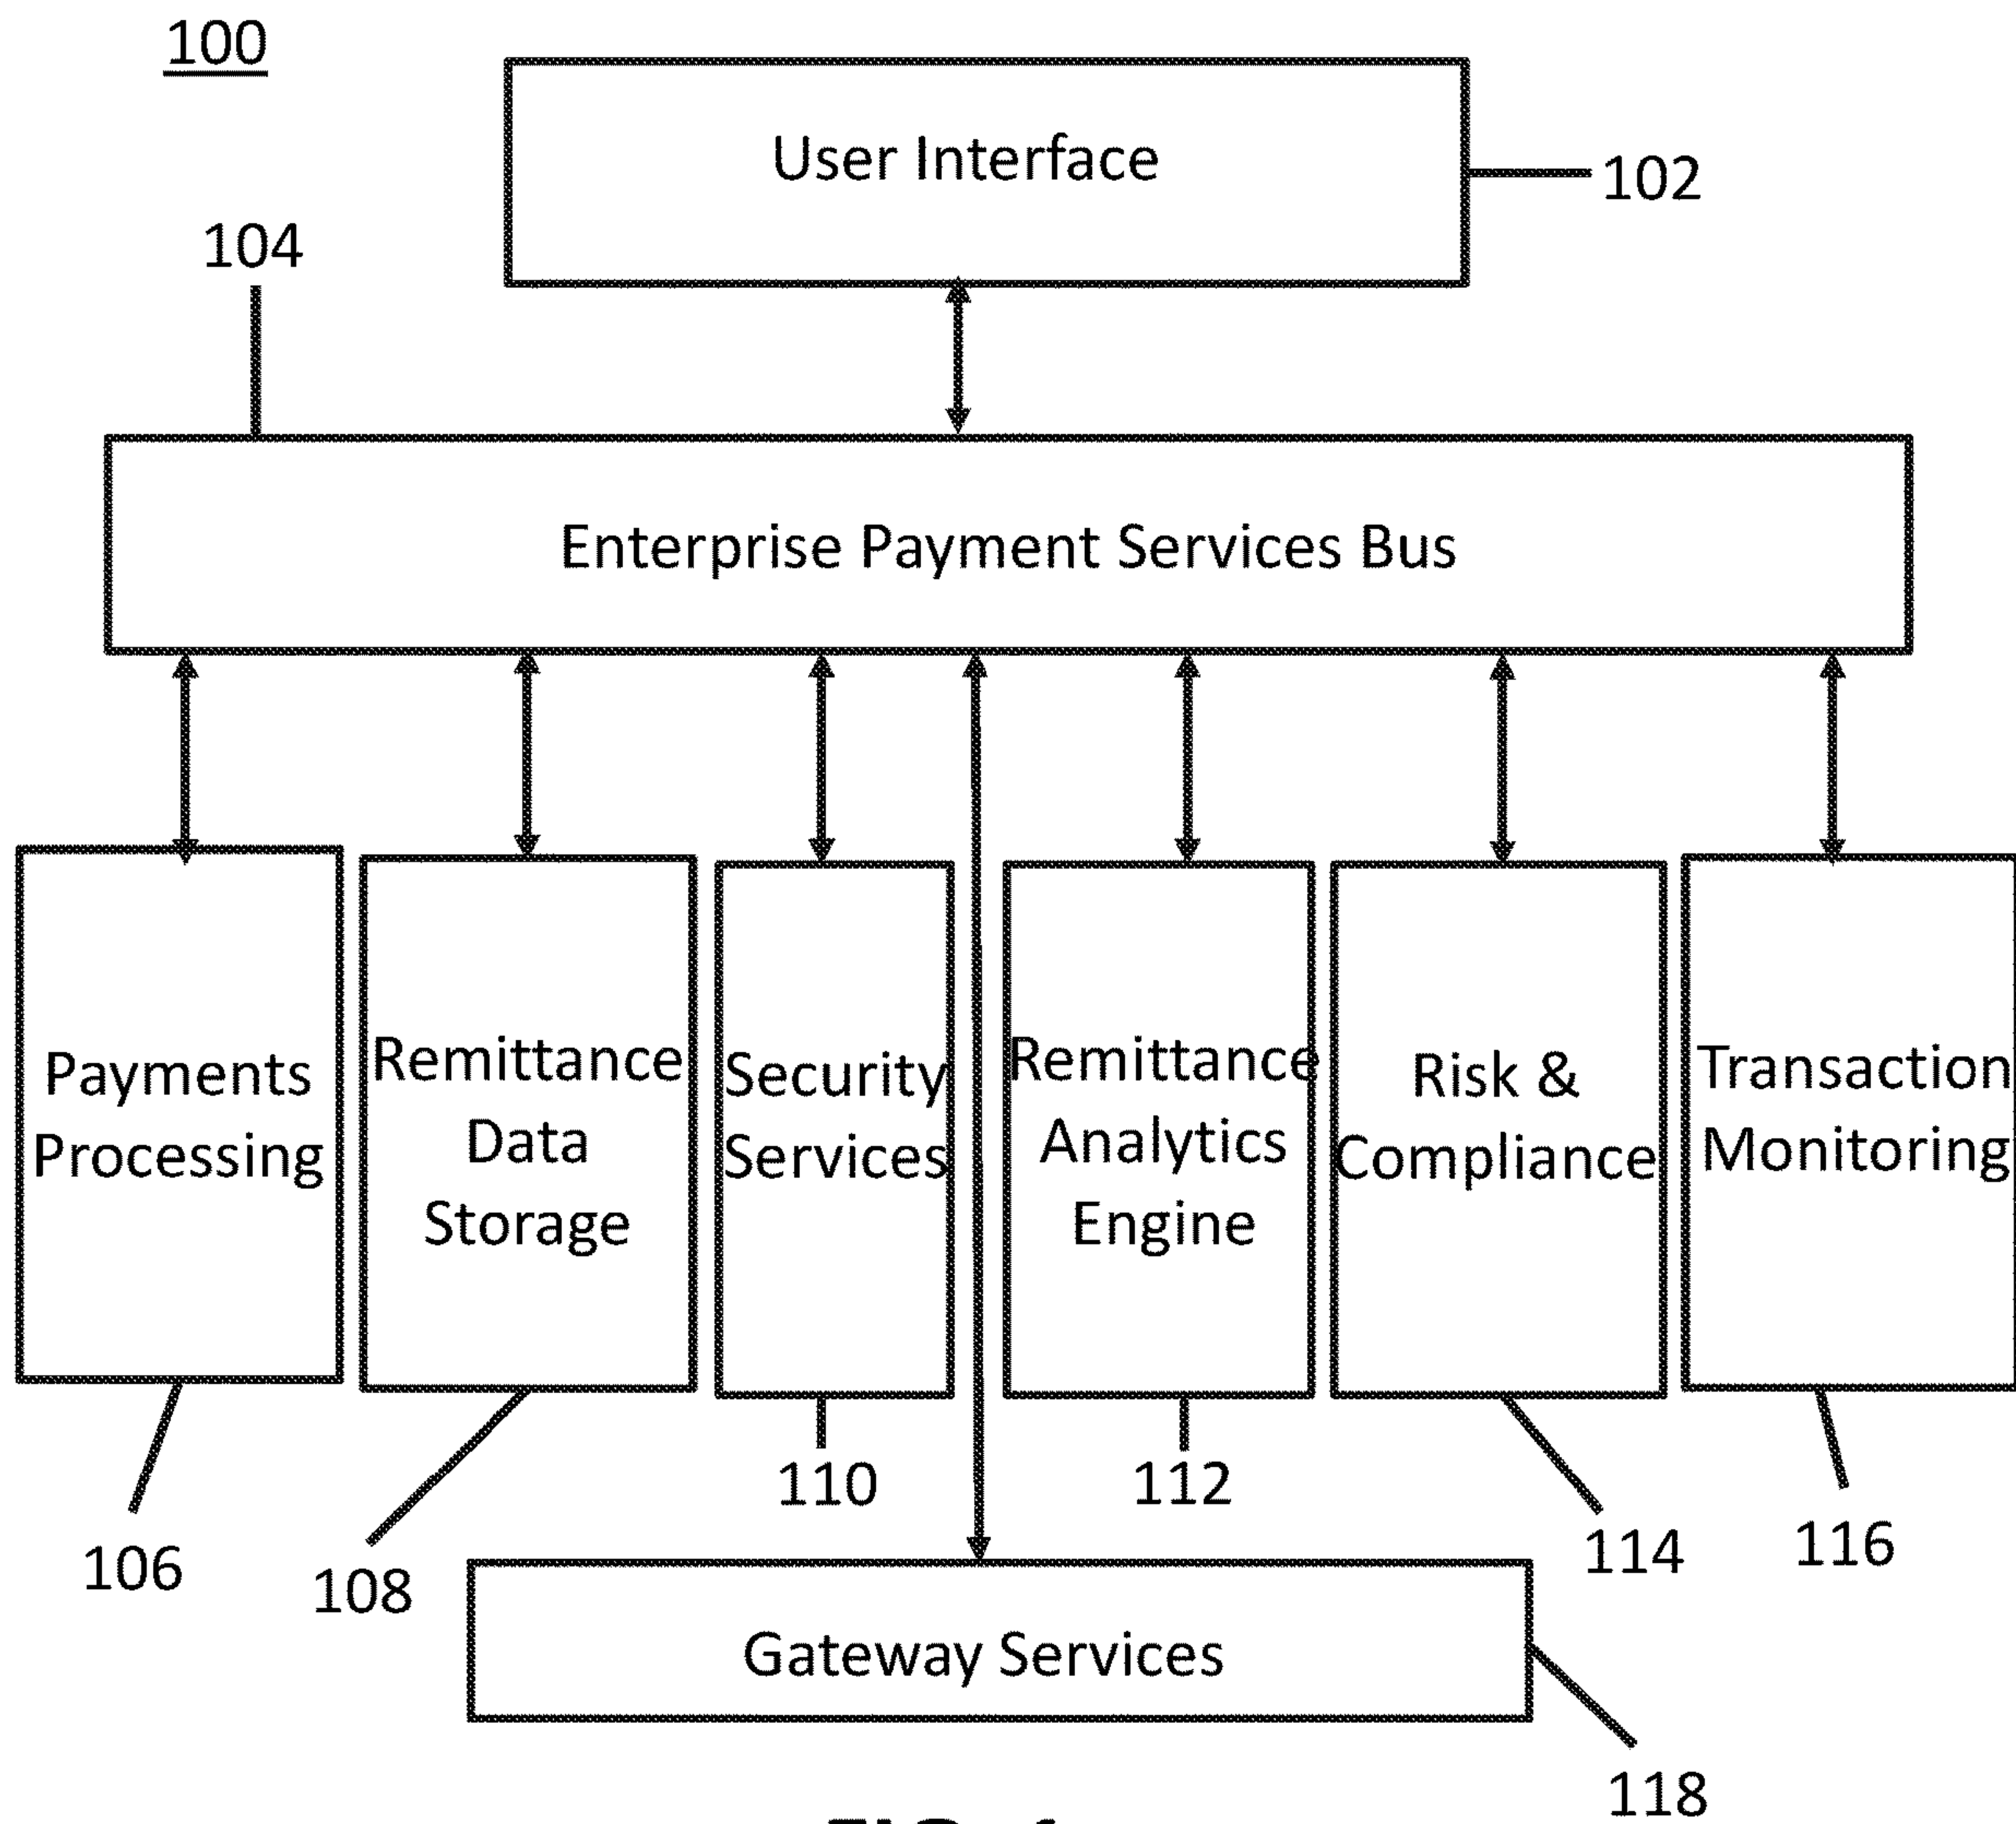 100
User Interface
102
104
Enterprise Payment Services Bus
Payments
Processing
Remittance
Data
Storage
Security
Services
Remittance
Analytics
Engine
Risk &
Compliance
Transaction
Monitoring
106
108
110
112
114
116
Gateway Services
118